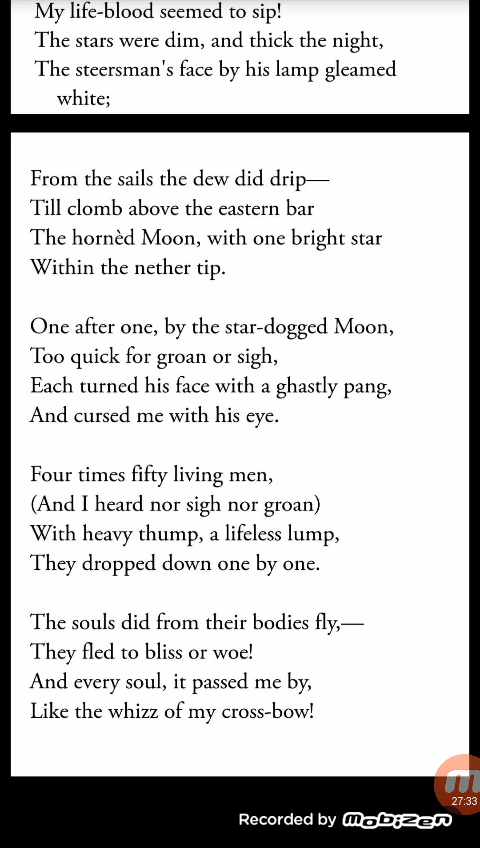 My life-blood seemed to sip!
The stars were dim, and thick the night,
The steersman's face by his lamp gleamed
white;
From the sails the dew did drip—
Till clomb above the eastern bar
The hornèd Moon, with one bright star
Within the nether tip.
One after one, by the star-dogged Moon,
Too quick for groan or sigh,
Each turned his face with a ghastly pang,
And cursed me with his eye.
Four times fifty living men,
(And I heard nor sigh nor groan)
With heavy thump, a lifeless lump,
They dropped down one by one.
The souls did from their bodies fly,—
They fled to bliss or woe!
And every soul, it passed me by,
Like the whizz of my cross-bow!
27:33
Recorded by Mobizen